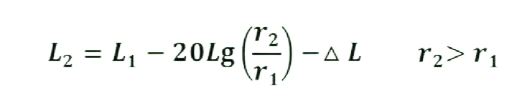 L₂ = L₁ − 20Lg(r₂/r₁) − △ L  r₂> r₁